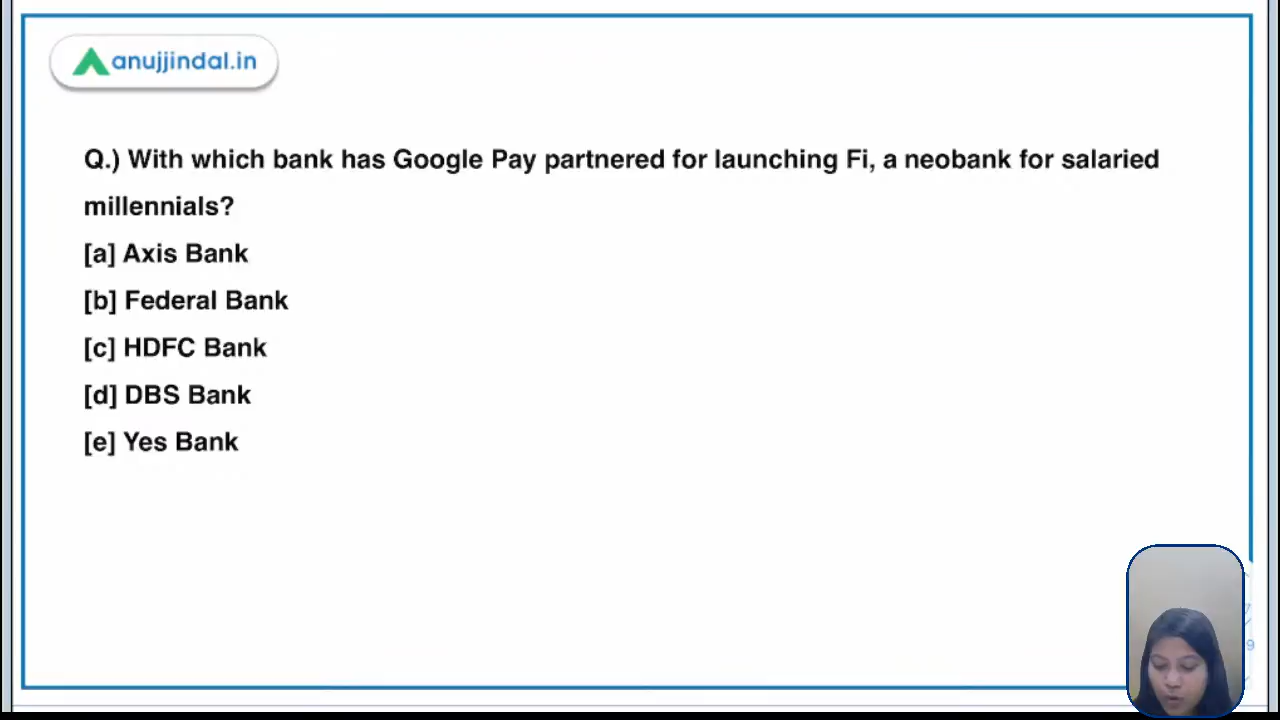 anujjindal.in
Q.) With which bank has Google Pay partnered for launching Fi, a neobank for salaried
millennials?
[a] Axis Bank
[b] Federal Bank
[c] HDFC Bank
[d] DBS Bank
[e] Yes Bank
9